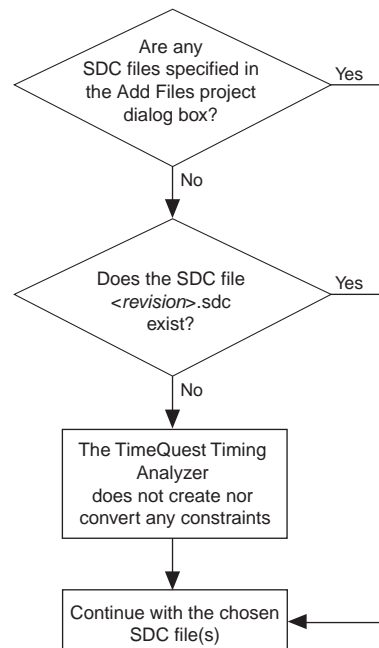 Are any
SDC files specified in
the Add Files project
dialog box?
Yes
No
Does the SDC file
<revision>.sdc
exist?
Yes
No
The TimeQuest Timing
Analyzer
does not create nor
convert any constraints
Continue with the chosen
SDC file(s)